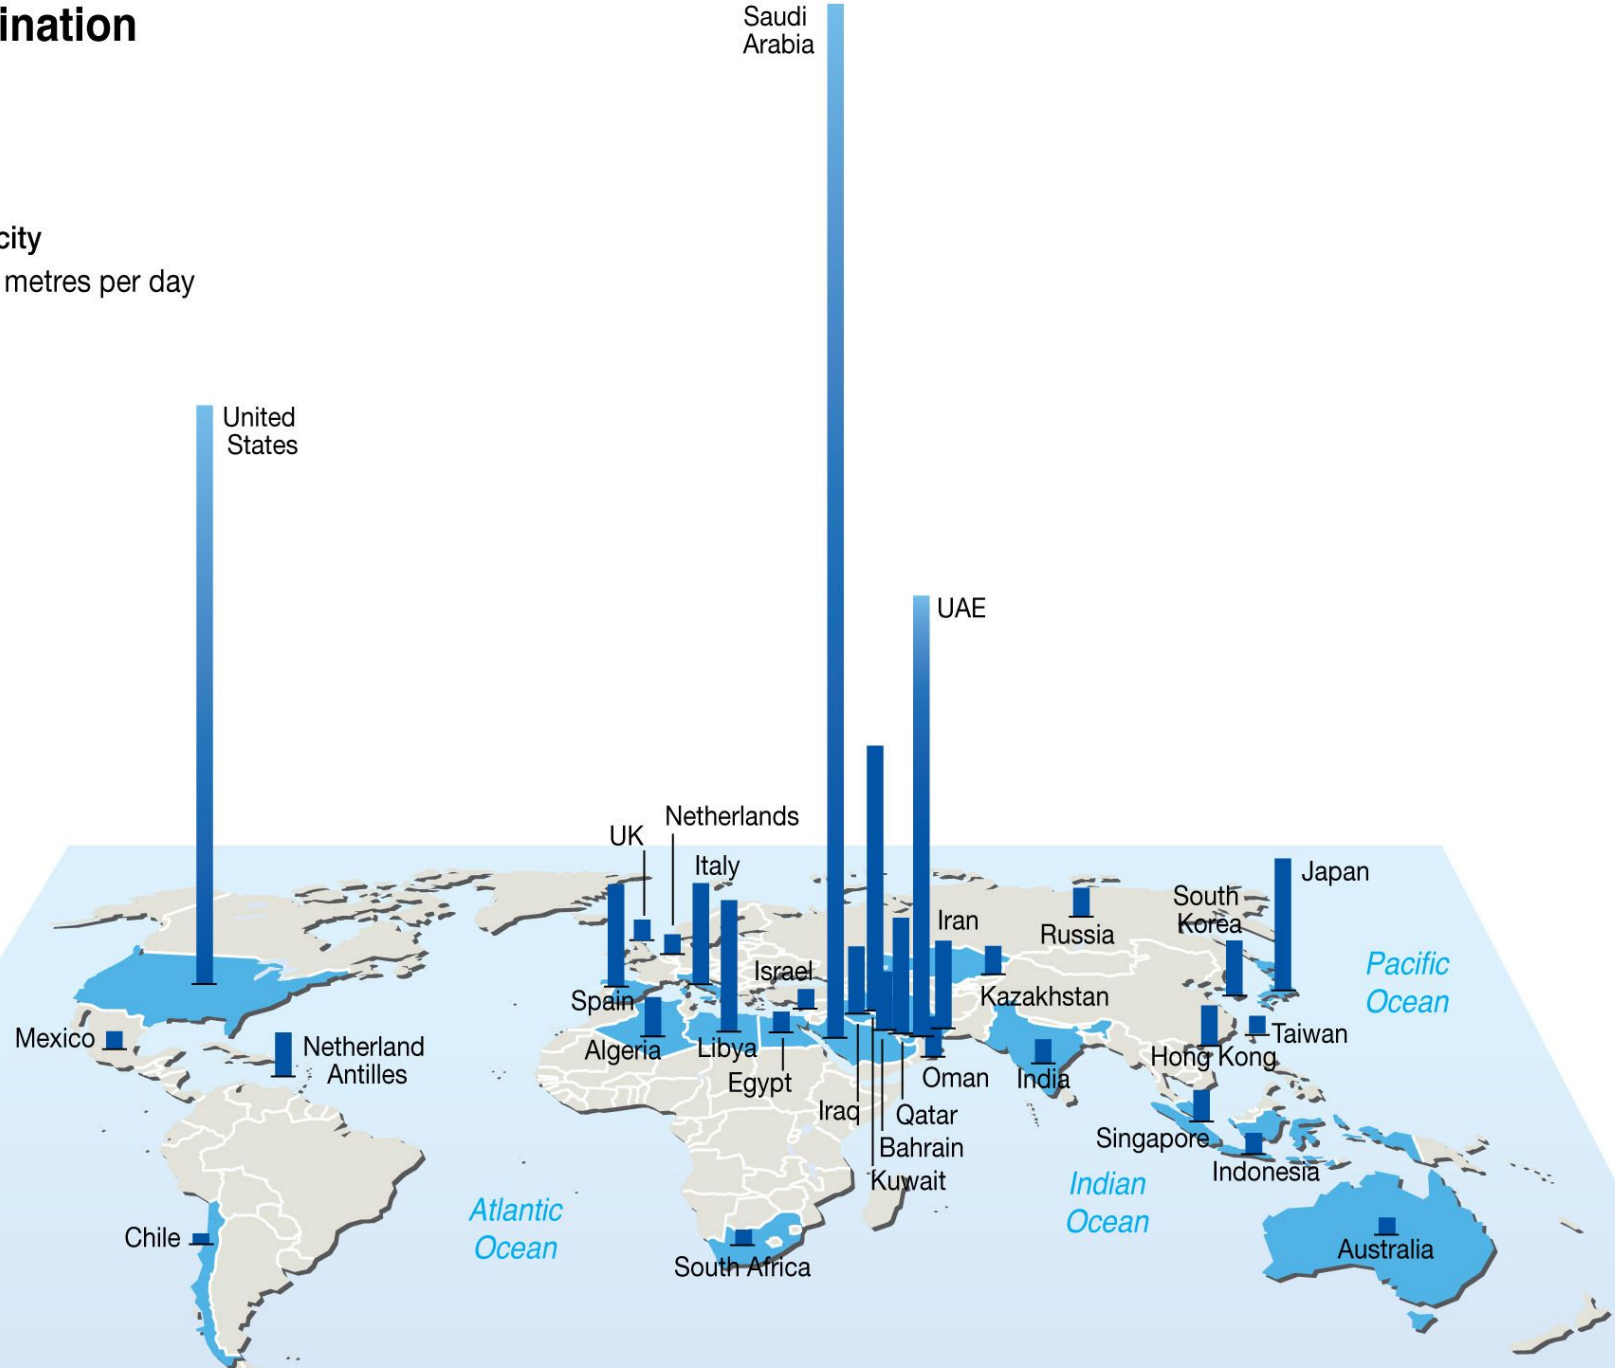 ination
city
metres per day
Saudi
Arabia
United
States
UAE
Netherlands
UK
Italy
Japan
South
Korea
Iran
Russia
Israel
Spain
Kazakhstan
Pacific
Ocean
Mexico
Netherland
Antilles
Algeria
Libya
Egypt
Taiwan
Hong Kong
Oman
India
Iraq
Qatar
Bahrain
Kuwait
Singapore
Indonesia
Indian
Ocean
Atlantic
Ocean
Chile
South Africa
Australia